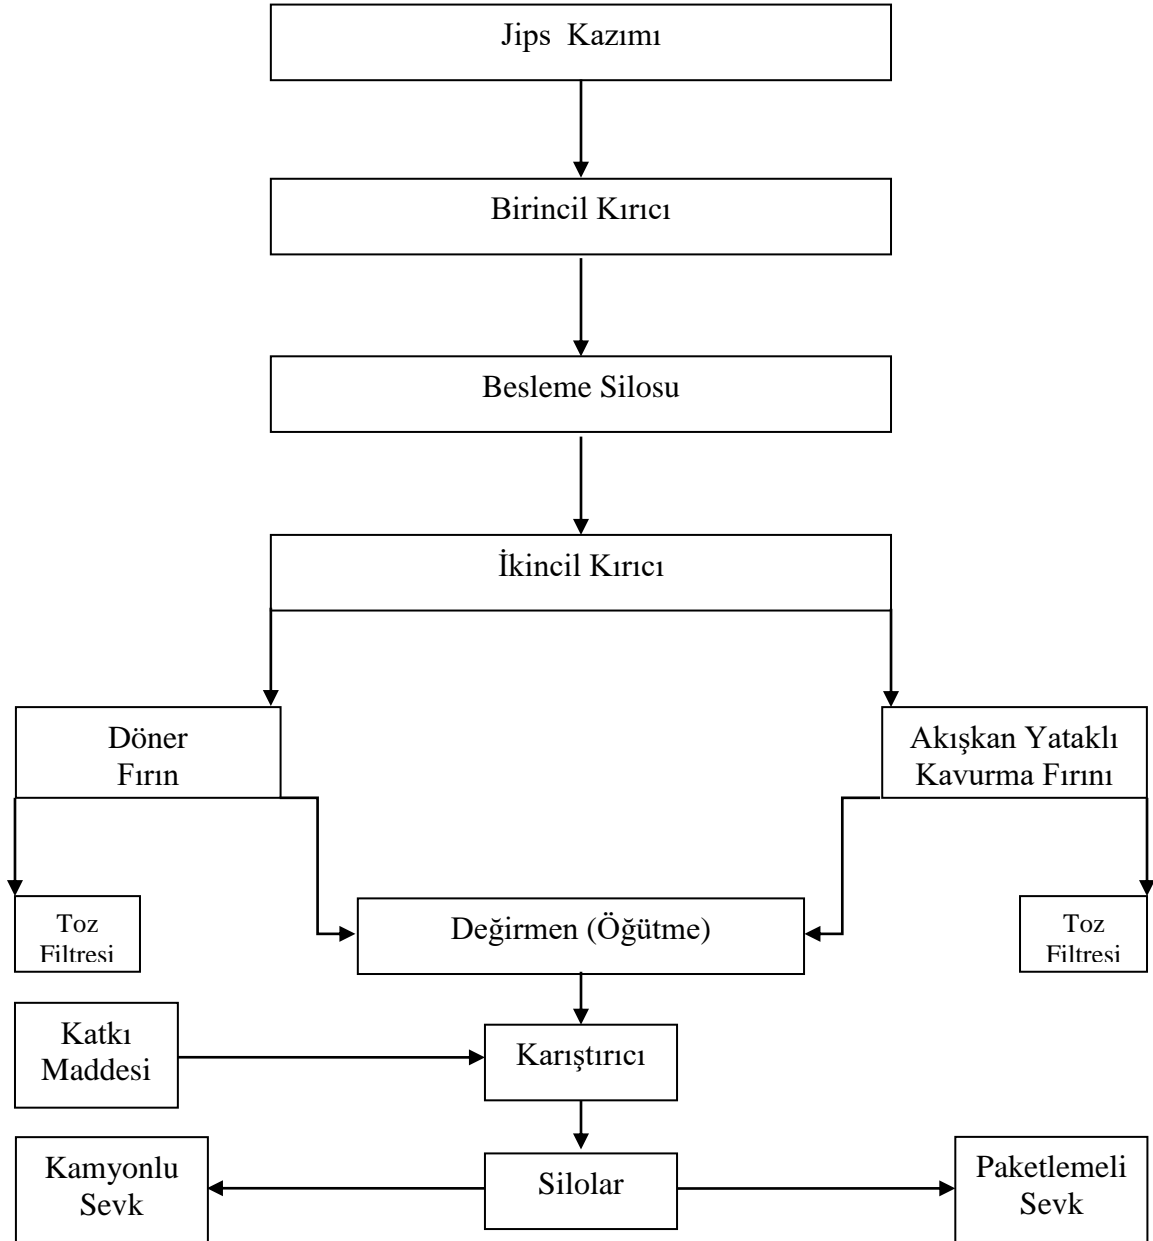 Jips Kazımı
Birincil Kırıcı
Besleme Silosu
İkincil Kırıcı
Döner
Fırın
Akışkan Yataklı
Kavurma Fırını
Toz
Filtresi
Değirmen (Öğütme)
Toz
Filtresi
Katkı
Maddesi
Karıştırıcı
Kamyonlu
Sevk
Silolar
Paketlemeli
Sevk